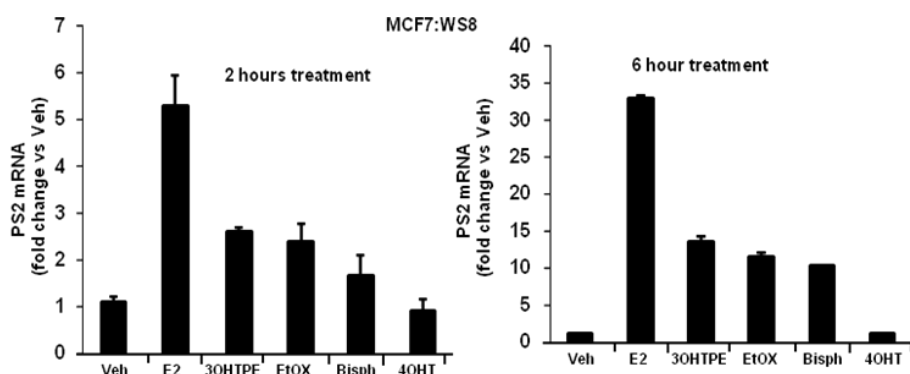 MCF7:WS8
2 hours treatment
PS2 mRNA
(fold change vs Veh)
7
6
5
4
3
2
1
0
Veh E2 3OHTPE EtOX Bisph 4OHT
6 hour treatment
PS2 mRNA
(fold change vs Veh)
40
35
30
25
20
15
10
5
0
Veh E2 3OHTPE EtOX Bisph 4OHT